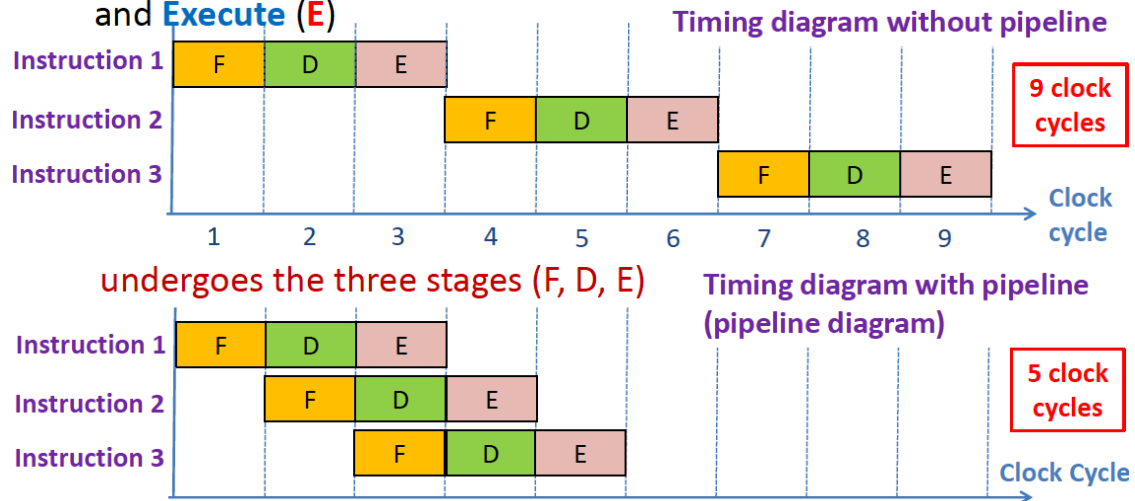 and Execute (E)
Timing diagram without pipeline
Instruction 1 F D E
Instruction 2 F D E
9 clock
cycles
Instruction 3 F D E
Clock
cycle
1 2 3 4 5 6 7 8 9
undergoes the three stages (F, D, E)
Timing diagram with pipeline
(pipeline diagram)
Instruction 1 F D E
Instruction 2 F D E
5 clock
cycles
Instruction 3 F D E
Clock Cycle